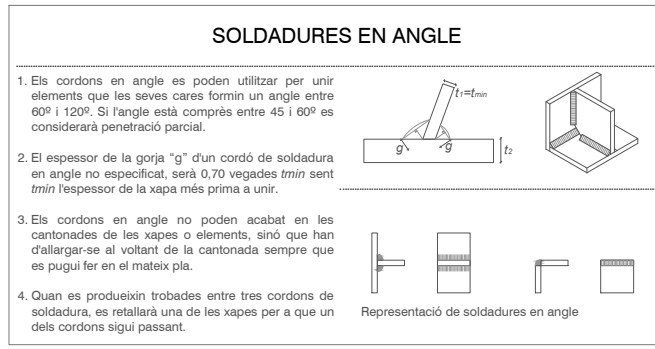 SOLDADURES EN ANGLE
1. Els cordons en angle es poden utilitzar per unir
elements que les seves cares formin un angle entre
60º i 120º. Si l'angle està comprès entre 45 i 60º es
considerarà penetració parcial.
2. El espessor de la gorja "g" d'un cordó de soldadura
en angle no especificat, serà 0,70 vegades tmin sent
tmin l'espessor de la xapa més prima a unir.
3. Els cordons en angle no poden acabat en les
cantonades de les xapes o elements, sinó que han
d'allargar-se al voltant de la cantonada sempre que
es pugui fer en el mateix pla.
4. Quan es produeixin trobades entre tres cordons de
soldadura, es retallarà una de les xapes per a que un
dels cordons sigui passant.
t1=tmin
g
g
t2
Representació de soldadures en angle